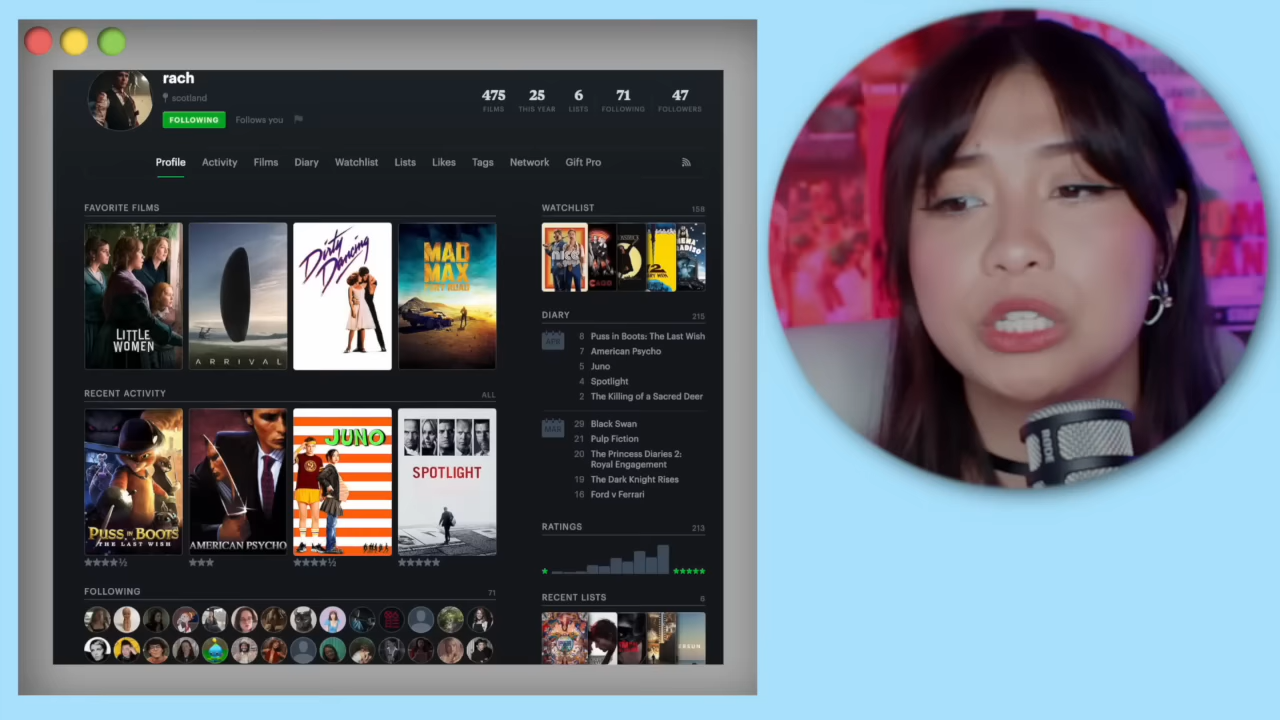 rach
scotland
FOLLOWING Follows you
475 25 6 71 47
FILMS THIS YEAR LISTS FOLLOWING FOLLOWERS
Profile Activity Films Diary Watchlist Lists Likes Tags Network Gift Pro
FAVORITE FILMS
LITTLE
WOMEN
ARRIVAL
Dirty
Dancing
MAD
MAX
RECENT ACTIVITY ALL
PUSS IN BOOTS
THE LAST WISH
AMERICAN PSYCHO
JUNO
SPOTLIGHT
FOLLOWING 71
WATCHLIST 158
nice
DIARY 215
APR
8 Puss in Boots: The Last Wish
7 American Psycho
5 Juno
4 Spotlight
2 The Killing of a Sacred Deer
MAR
29 Black Swan
21 Pulp Fiction
20 The Princess Diaries 2:
Royal Engagement
19 The Dark Knight Rises
16 Ford v Ferrari
RATINGS 213
RECENT LISTS 6